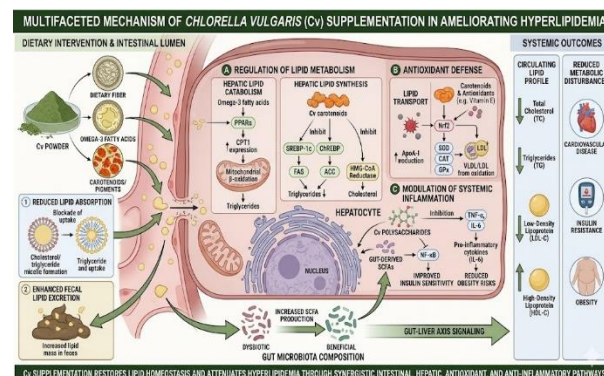 MULTIFACETED MECHANISM OF CHLORELLA VULGARIS (Cv) SUPPLEMENTATION IN AMELIORATING HYPERLIPIDEMIA
DIETARY INTERVENTION & INTESTINAL LUMEN
Cv POWDER
DIETARY FIBER
OMEGA-3 FATTY ACIDS
CAROTENOIDS/
PIGMENTS
1 REDUCED LIPID ABSORPTION
Blockade of
uptake
Cholesterol/
triglyceride
micelle formation
Triglyceride
and uptake
2 ENHANCED FECAL
LIPID EXCRETION
Increased lipid
mass in feces
A REGULATION OF LIPID METABOLISM
HEPATIC LIPID
CATABOLISM
Omega-3 fatty acids
PPARα
CPT1
expression
Mitochondrial
β-oxidation
Triglycerides
HEPATIC LIPID SYNTHESIS
Cv carotenoids
Inhibit
Inhibit
SREBP-1c
ChREBP
FAS
ACC
HMG-CoA
Reductase
Triglycerides
Cholesterol
B ANTIOXIDANT DEFENSE
LIPID
TRANSPORT
Carotenoids
& Antioxidants
(e.g. Vitamin E)
Nrf2
ApoA-1
SOD
CAT
GPx
LDL
VLDL/LDL
from oxidation
C MODULATION OF SYSTEMIC
INFLAMMATION
HEPATOCYTE
NUCLEUS
Cv POLYSACCHARIDES
Inhibition
TNF-α,
IL-6
GUT-DERIVED
SCFAs
NF-κB
Pre-inflammatory
cytokines
(IL-6)
IMPROVED
INSULIN SENSITIVITY
REDUCED
OBESITY RISKS
DYSBIOTIC
INCREASED SCFA
PRODUCTION
BENEFICIAL
GUT MICROBIOTA COMPOSITION
GUT-LIVER AXIS SIGNALING
SYSTEMIC OUTCOMES
CIRCULATING
LIPID
PROFILE
Total
Cholesterol
(TC)
Triglycerides
(TG)
Low-Density
Lipoprotein
(LDL-C)
High-Density
Lipoprotein
(HDL-C)
REDUCED
METABOLIC
DISTURBANCE
CARDIOVASCULAR
DISEASE
INSULIN
RESISTANCE
OBESITY
Cv SUPPLEMENTATION RESTORES LIPID HOMEOSTASIS AND ATTENUATES HYPERLIPIDEMIA THROUGH SYNERGISTIC INTESTINAL, HEPATIC, ANTIOXIDANT, AND ANTI-INFLAMMATORY PATHWAYS